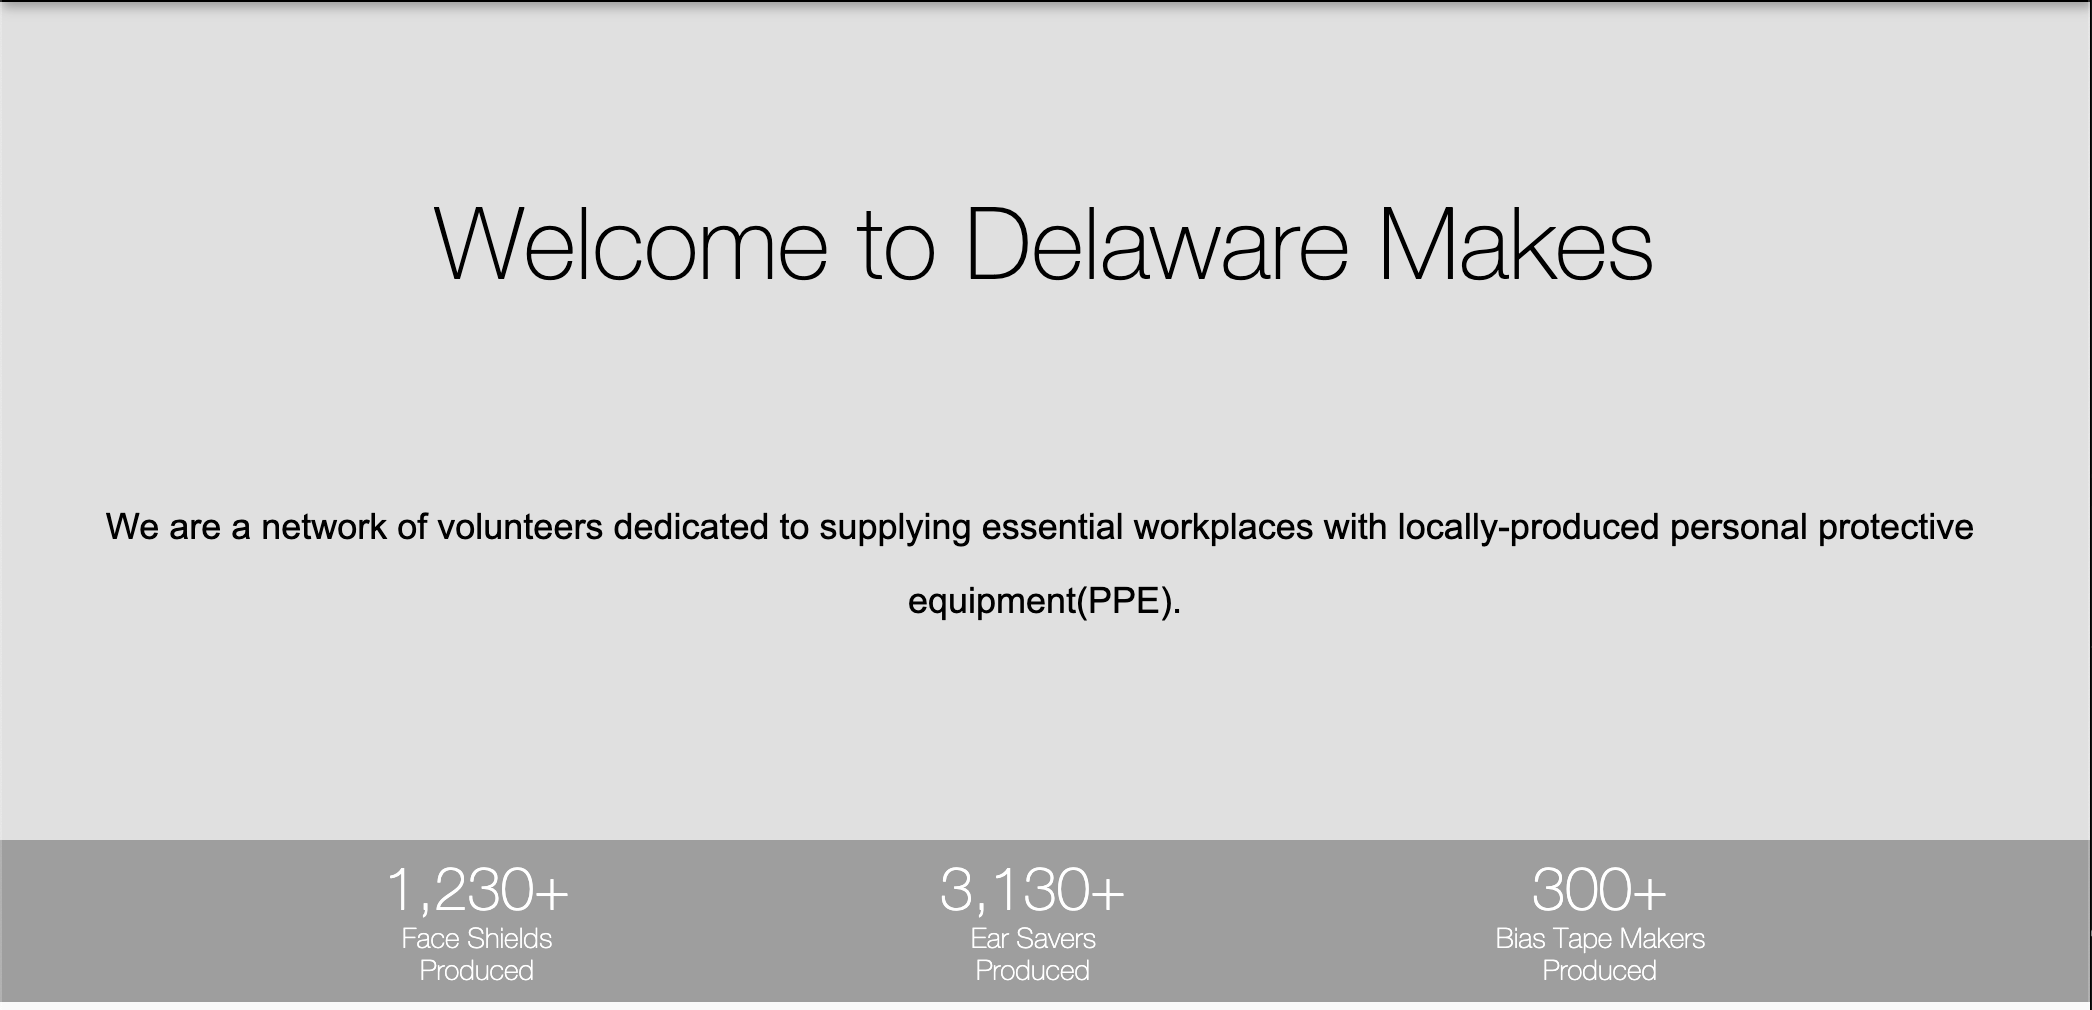 Welcome to Delaware Makes
We are a network of volunteers dedicated to supplying essential workplaces with locally-produced personal protective
equipment(PPE).
1,230+
Face Shields
Produced
3,130+
Ear Savers
Produced
300+
Bias Tape Makers
Produced